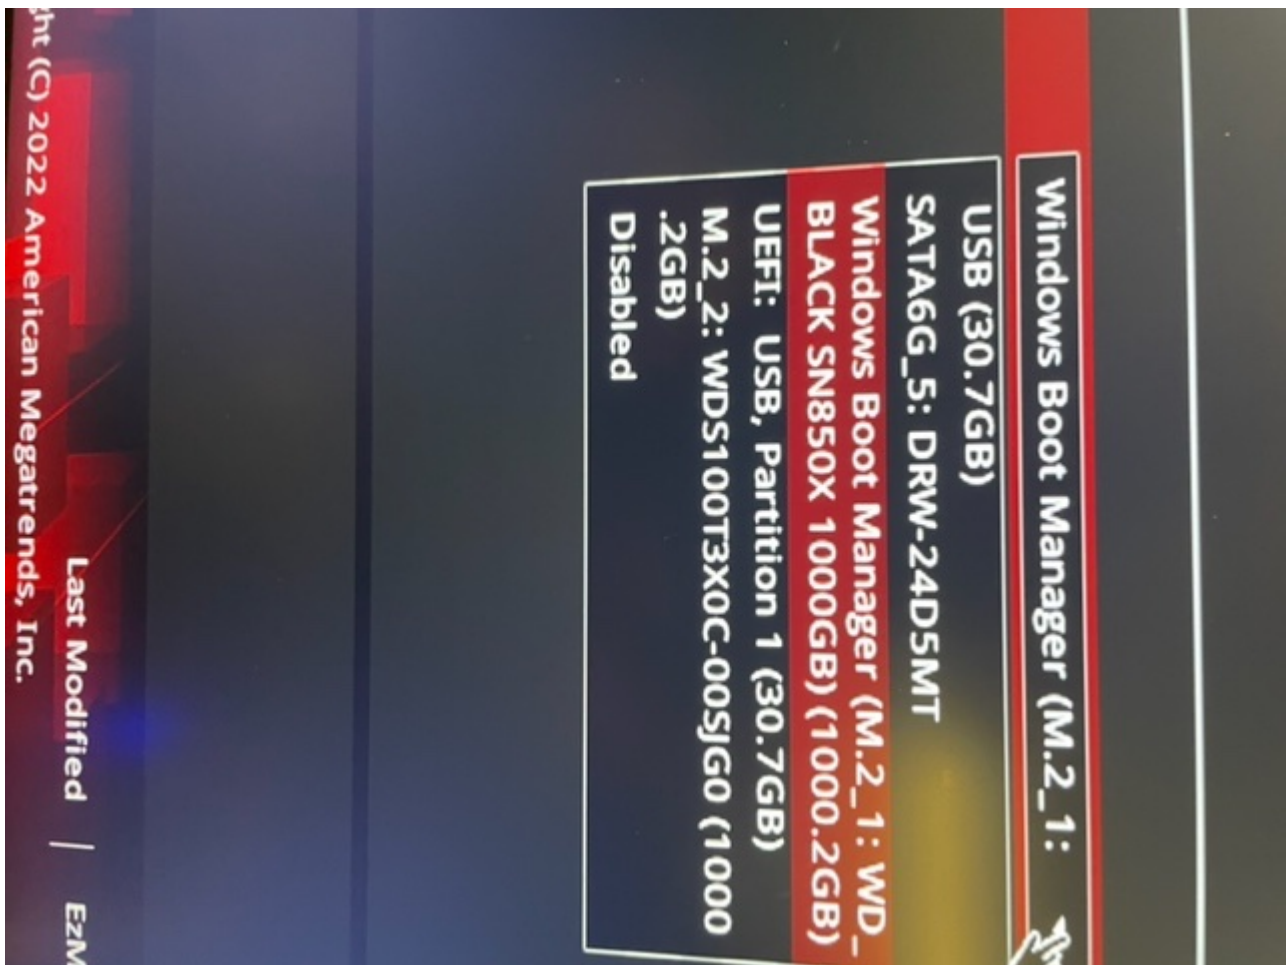 Windows Boot Manager (M.2_1:
USB (30.7GB)
SATA6G_5: DRW-24D5MT
Windows Boot Manager (M.2_1: WD_
BLACK SN850X 1000GB) (1000.2GB)
UEFI: USB, Partition 1 (30.7GB)
M.2_2: WDS100T3X0C-00SJG0 (1000
.2GB)
Disabled
Last Modified | EzM
ght (C) 2022 American Megatrends, Inc.